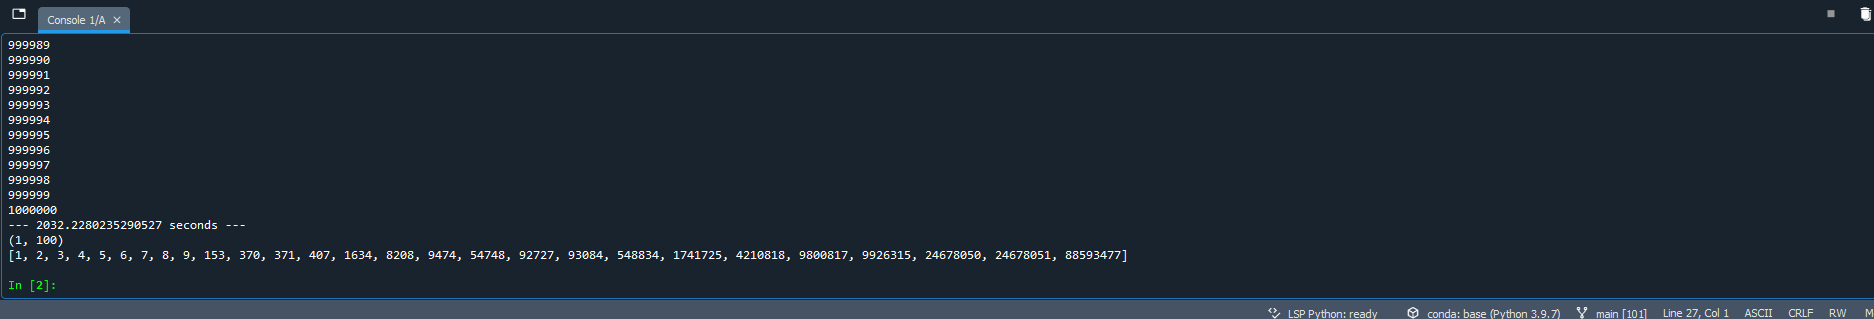 Console 1/A
999989
999990
999991
999992
999993
999994
999995
999996
999997
999998
999999
1000000
--- 2032.2280235290527 seconds ---
(1, 100)
[1, 2, 3, 4, 5, 6, 7, 8, 9, 153, 370, 371, 407, 1634, 8208, 9474, 54748, 92727, 93084, 548834, 1741725, 4210818, 9800817, 9926315, 24678050, 24678051, 88593477]
In [2]:
LSP Python: ready conda: base (Python 3.9.7) main [101] Line 27, Col 1 ASCII CRLF RW